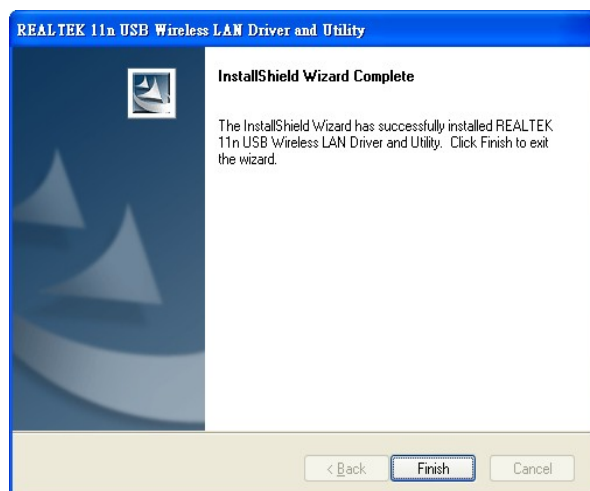 REALTEK 11n USB Wireless LAN Driver and Utility
InstallShield Wizard Complete
The InstallShield Wizard has successfully installed REALTEK
11n USB Wireless LAN Driver and Utility. Click Finish to exit
the wizard.
< Back Finish Cancel